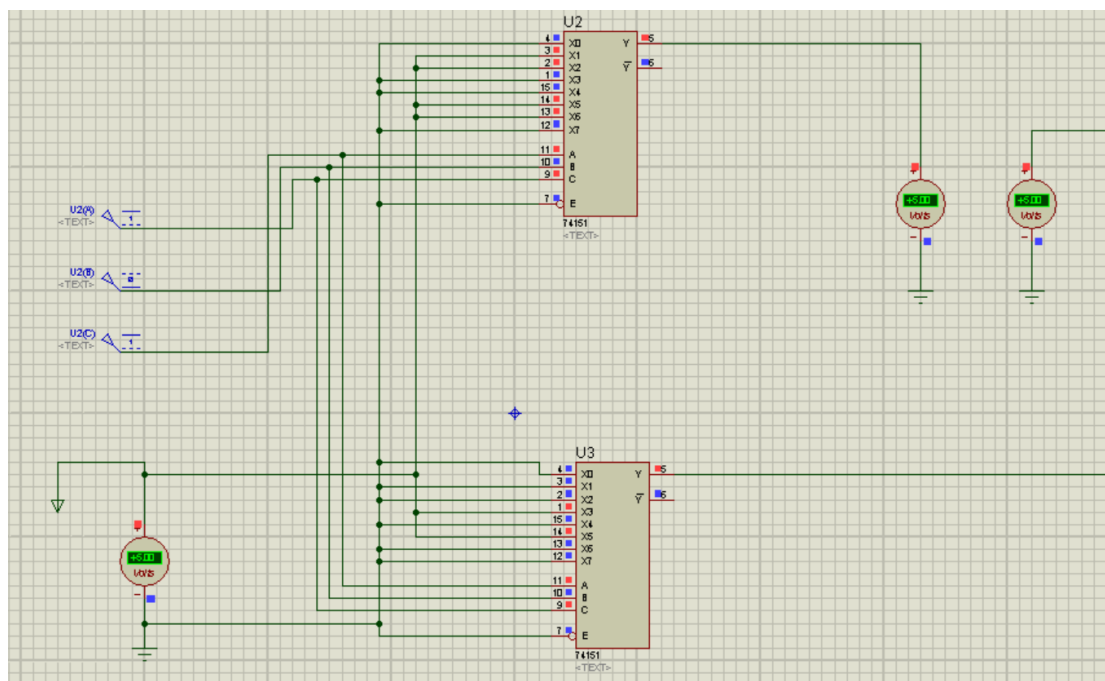 U2
4 X0 Y 5
3 X1
2 X2 Y 6
1 X3
15 X4
14 X5
13 X6
12 X7
11 A
10 B
9 C
7 E
74151
<TEXT>
U2(A)
<TEXT>
1
U2(B)
<TEXT>
0
U2(C)
<TEXT>
1
+5.00
Volts
+5.00
Volts
U3
4 X0 Y 5
3 X1
2 X2 Y 6
1 X3
15 X4
14 X5
13 X6
12 X7
11 A
10 B
9 C
7 E
74151
<TEXT>
+5.00
Volts